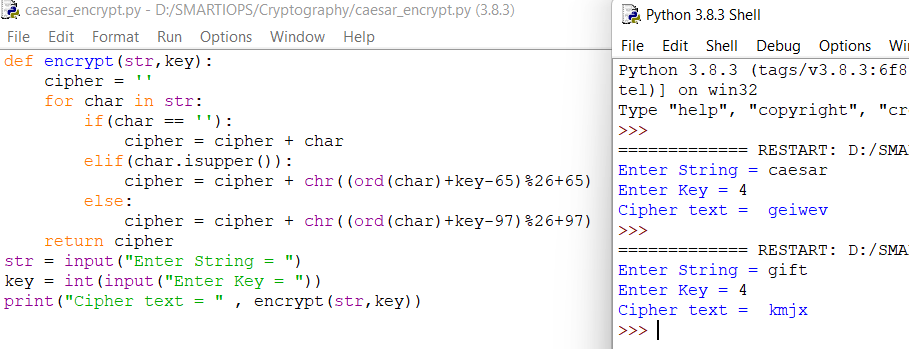 caesar_encrypt.py - D:/SMARTIOPS/Cryptography/caesar_encrypt.py (3.8.3)
File Edit Format Run Options Window Help
def encrypt(str,key):
    cipher = ''
    for char in str:
        if(char == ''):
            cipher = cipher + char
        elif(char.isupper()):
            cipher = cipher + chr((ord(char)+key-65)%26+65)
        else:
            cipher = cipher + chr((ord(char)+key-97)%26+97)
    return cipher
str = input("Enter String = ")
key = int(input("Enter Key = "))
print("Cipher text = " , encrypt(str,key))
Python 3.8.3 Shell
File Edit Shell Debug Options Wi
Python 3.8.3 (tags/v3.8.3:6f8
tel)] on win32
Type "help", "copyright", "cr
>>>
============= RESTART: D:/SMA
Enter String = caesar
Enter Key = 4
Cipher text =  geiwev
>>>
============= RESTART: D:/SMA
Enter String = gift
Enter Key = 4
Cipher text =  kmjx
>>>